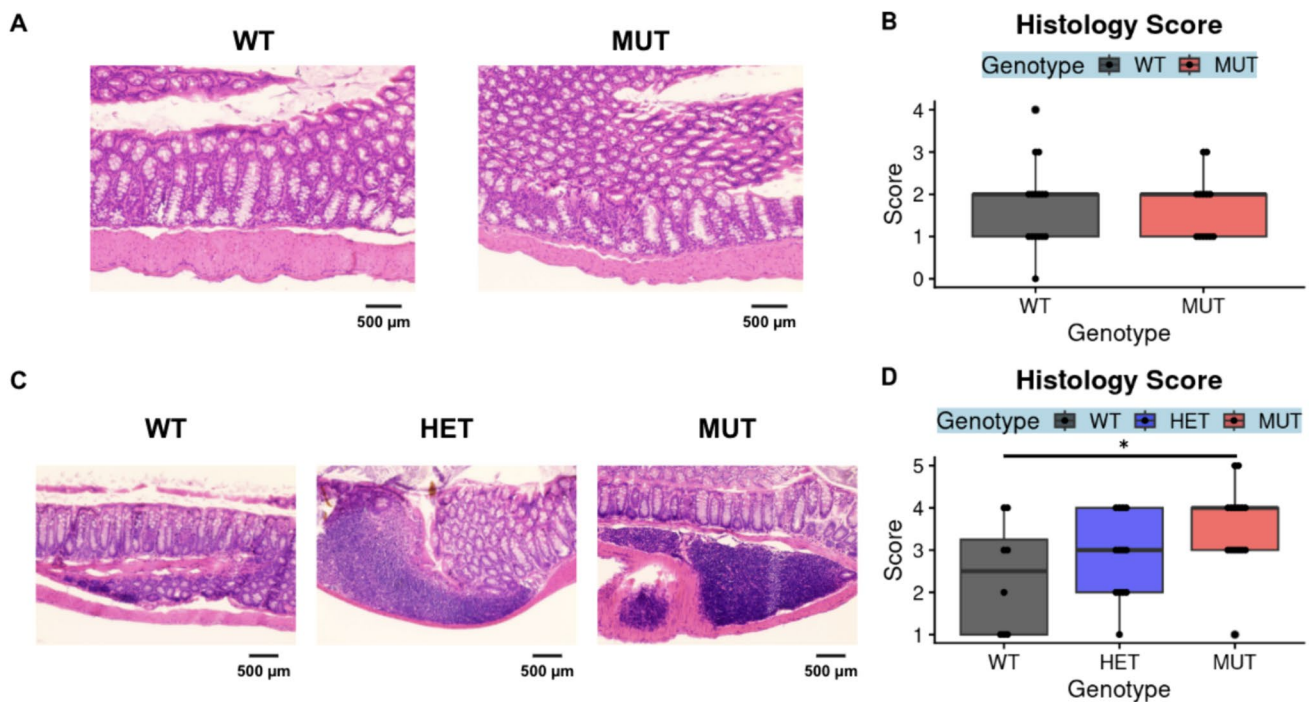 A
WT
MUT
500 µm
500 µm
B
Histology Score
Genotype WT MUT
Score
4
3
2
1
0
WT MUT
Genotype
C
WT
HET
MUT
500 µm
500 µm
500 µm
D
Histology Score
Genotype WT HET MUT
*
Score
5
4
3
2
1
WT HET MUT
Genotype